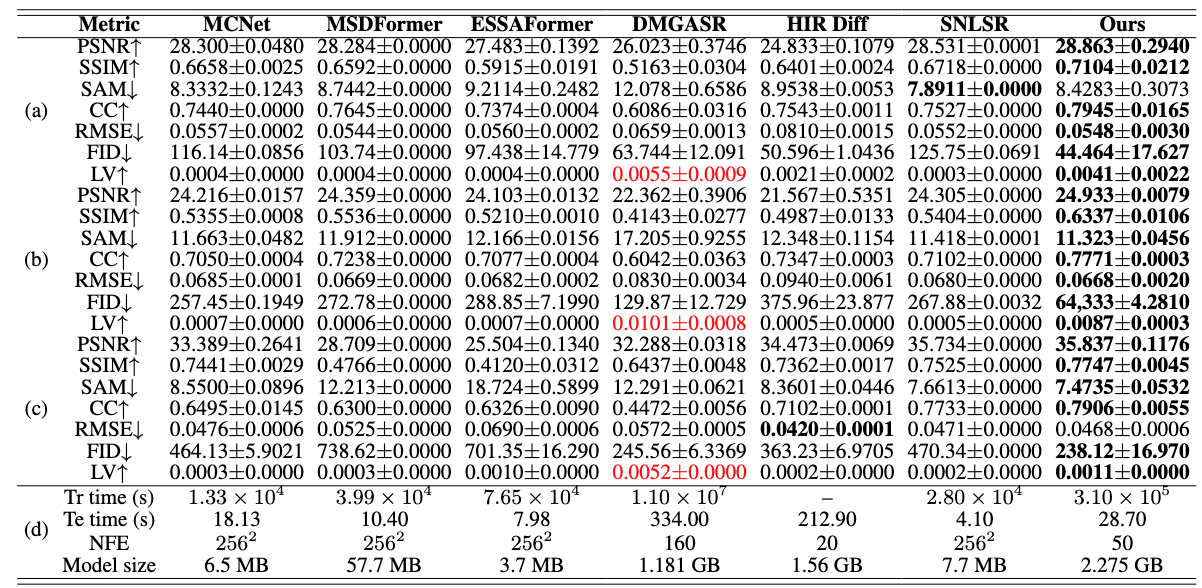 Metric MCNet MSDFormer ESSAFormer DMGASR HIR Diff SNLSR Ours
PSNR↑ 28.300±0.0480 28.284±0.0000 27.483±0.1392 26.023±0.3746 24.833±0.1079 28.531±0.0001 28.863±0.2940
SSIM↑ 0.6658±0.0025 0.6592±0.0000 0.5915±0.0191 0.5163±0.0304 0.6401±0.0024 0.6718±0.0000 0.7104±0.0212
SAM↓ 8.3332±0.1243 8.7442±0.0000 9.2114±0.2482 12.078±0.6586 8.9538±0.0053 7.8911±0.0000 8.4283±0.3073
(a) CC↑ 0.7440±0.0000 0.7645±0.0000 0.7374±0.0004 0.6086±0.0316 0.7543±0.0011 0.7527±0.0000 0.7945±0.0165
RMSE↓ 0.0557±0.0002 0.0544±0.0000 0.0560±0.0002 0.0659±0.0013 0.0810±0.0015 0.0552±0.0000 0.0548±0.0030
FID↓ 116.14±0.0856 103.74±0.0000 97.438±14.779 63.744±12.091 50.596±1.0436 125.75±0.0691 44.464±17.627
LV↑ 0.0004±0.0000 0.0004±0.0000 0.0004±0.0000 0.0055±0.0009 0.0021±0.0002 0.0003±0.0000 0.0041±0.0022
PSNR↑ 24.216±0.0157 24.359±0.0000 24.103±0.0132 22.362±0.3906 21.567±0.5351 24.305±0.0000 24.933±0.0079
SSIM↑ 0.5355±0.0008 0.5536±0.0000 0.5210±0.0010 0.4143±0.0277 0.4987±0.0133 0.5404±0.0000 0.6337±0.0106
SAM↓ 11.663±0.0482 11.912±0.0000 12.166±0.0156 17.205±0.9255 12.348±0.1154 11.418±0.0001 11.323±0.0456
(b) CC↑ 0.7050±0.0004 0.7238±0.0000 0.7077±0.0004 0.6042±0.0363 0.7347±0.0003 0.7102±0.0001 0.7771±0.0003
RMSE↓ 0.0685±0.0001 0.0669±0.0000 0.0682±0.0002 0.0830±0.0034 0.0940±0.0061 0.0680±0.0000 0.0668±0.0020
FID↓ 257.45±0.1949 272.78±0.0000 288.85±7.1990 129.87±12.729 375.96±23.877 267.88±0.0032 64,333±4.2810
LV↑ 0.0007±0.0000 0.0006±0.0000 0.0007±0.0000 0.0101±0.0008 0.0005±0.0000 0.0005±0.0000 0.0087±0.0003
PSNR↑ 33.389±0.2641 28.709±0.0000 25.504±0.1340 32.288±0.0318 34.473±0.0069 35.734±0.0000 35.837±0.1176
SSIM↑ 0.7441±0.0029 0.4766±0.0000 0.4120±0.0312 0.6437±0.0048 0.7362±0.0017 0.7525±0.0000 0.7747±0.0045
SAM↓ 8.5500±0.0896 12.213±0.0000 18.724±0.5899 12.291±0.0621 8.3601±0.0446 7.6613±0.0000 7.4735±0.0532
(c) CC↑ 0.6495±0.0145 0.6300±0.0000 0.6326±0.0090 0.4472±0.0056 0.7102±0.0001 0.7733±0.0000 0.7906±0.0055
RMSE↓ 0.0476±0.0006 0.0525±0.0000 0.0690±0.0006 0.0572±0.0005 0.0420±0.0001 0.0471±0.0000 0.0468±0.0006
FID↓ 464.13±5.9021 738.62±0.0000 701.35±16.290 245.56±6.3369 363.23±6.9705 470.34±0.0000 238.12±16.970
LV↑ 0.0003±0.0000 0.0003±0.0000 0.0010±0.0000 0.0052±0.0000 0.0002±0.0000 0.0002±0.0000 0.0011±0.0000
Tr time (s) 1.33 × 10⁴ 3.99 × 10⁴ 7.65 × 10⁴ 1.10 × 10⁷ – 2.80 × 10⁴ 3.10 × 10⁵
(d) Te time (s) 18.13 10.40 7.98 334.00 212.90 4.10 28.70
NFE 256² 256² 256² 160 20 256² 50
Model size 6.5 MB 57.7 MB 3.7 MB 1.181 GB 1.56 GB 7.7 MB 2.275 GB